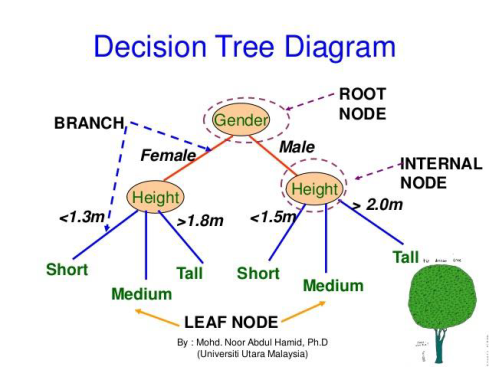 Decision Tree Diagram
ROOT
NODE
Gender
BRANCH
Female
Male
INTERNAL
NODE
Height
Height
<1.3m
>1.8m
<1.5m
> 2.0m
Short
Medium
Tall
Short
Medium
Tall
LEAF NODE
By : Mohd. Noor Abdul Hamid, Ph.D
(Universiti Utara Malaysia)